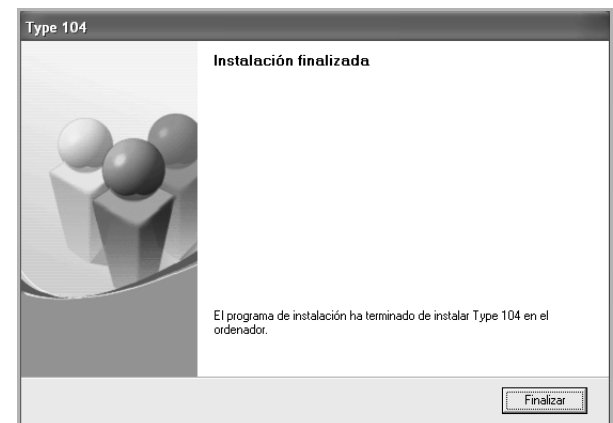 Type 104
Instalación finalizada
El programa de instalación ha terminado de instalar Type 104 en el
ordenador.
Finalizar